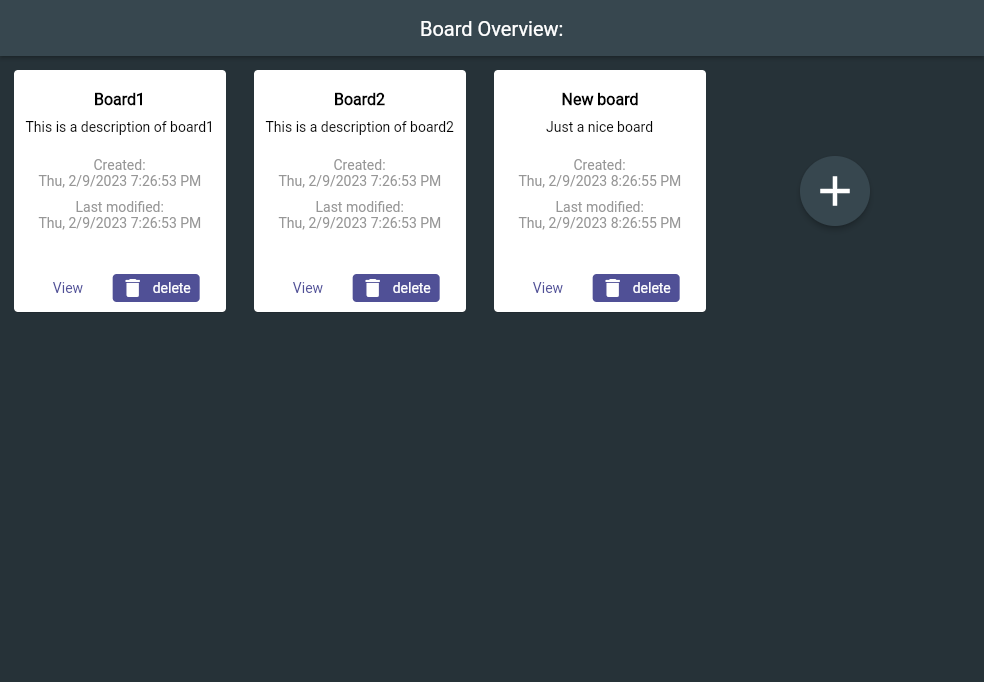 Board Overview:
Board1
This is a description of board1
Created:
Thu, 2/9/2023 7:26:53 PM
Last modified:
Thu, 2/9/2023 7:26:53 PM
View
delete
Board2
This is a description of board2
Created:
Thu, 2/9/2023 7:26:53 PM
Last modified:
Thu, 2/9/2023 7:26:53 PM
View
delete
New board
Just a nice board
Created:
Thu, 2/9/2023 8:26:55 PM
Last modified:
Thu, 2/9/2023 8:26:55 PM
View
delete